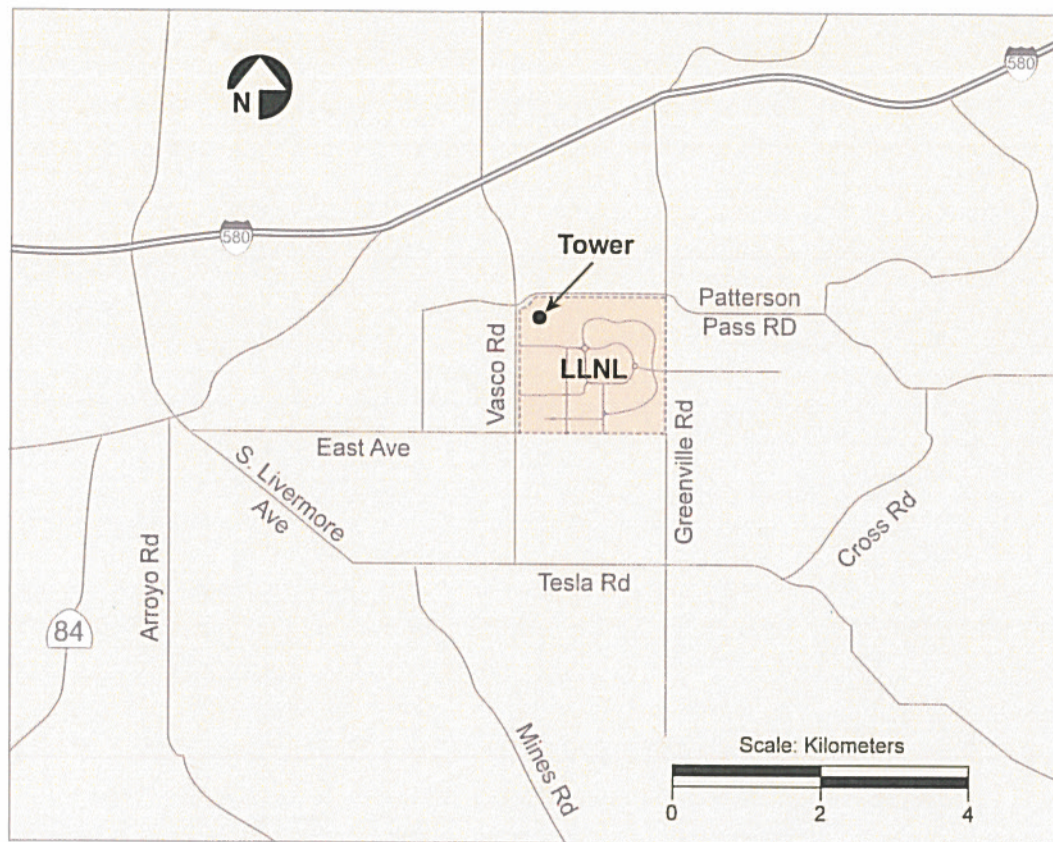 580
N
580
Tower
Patterson
Pass RD
Vasco Rd
LLNL
Greenville Rd
East Ave
S. Livermore
Ave
Cross Rd
Arroyo Rd
Tesla Rd
84
Mines Rd
Scale: Kilometers
0 2 4